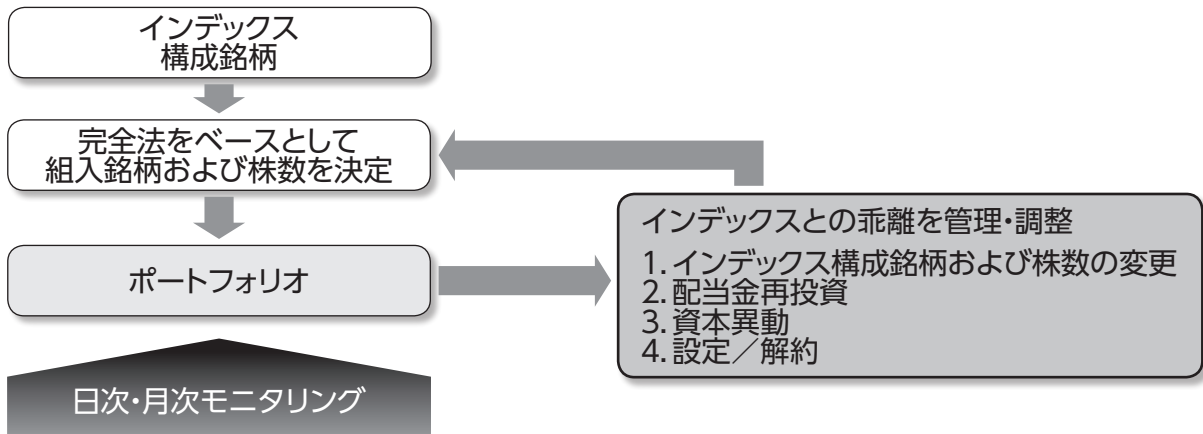 インデックス
構成銘柄
完全法をベースとして
組入銘柄および株数を決定
ポートフォリオ
日次・月次モニタリング
インデックスとの乖離を管理・調整
1. インデックス構成銘柄および株数の変更
2. 配当金再投資
3. 資本異動
4. 設定／解約